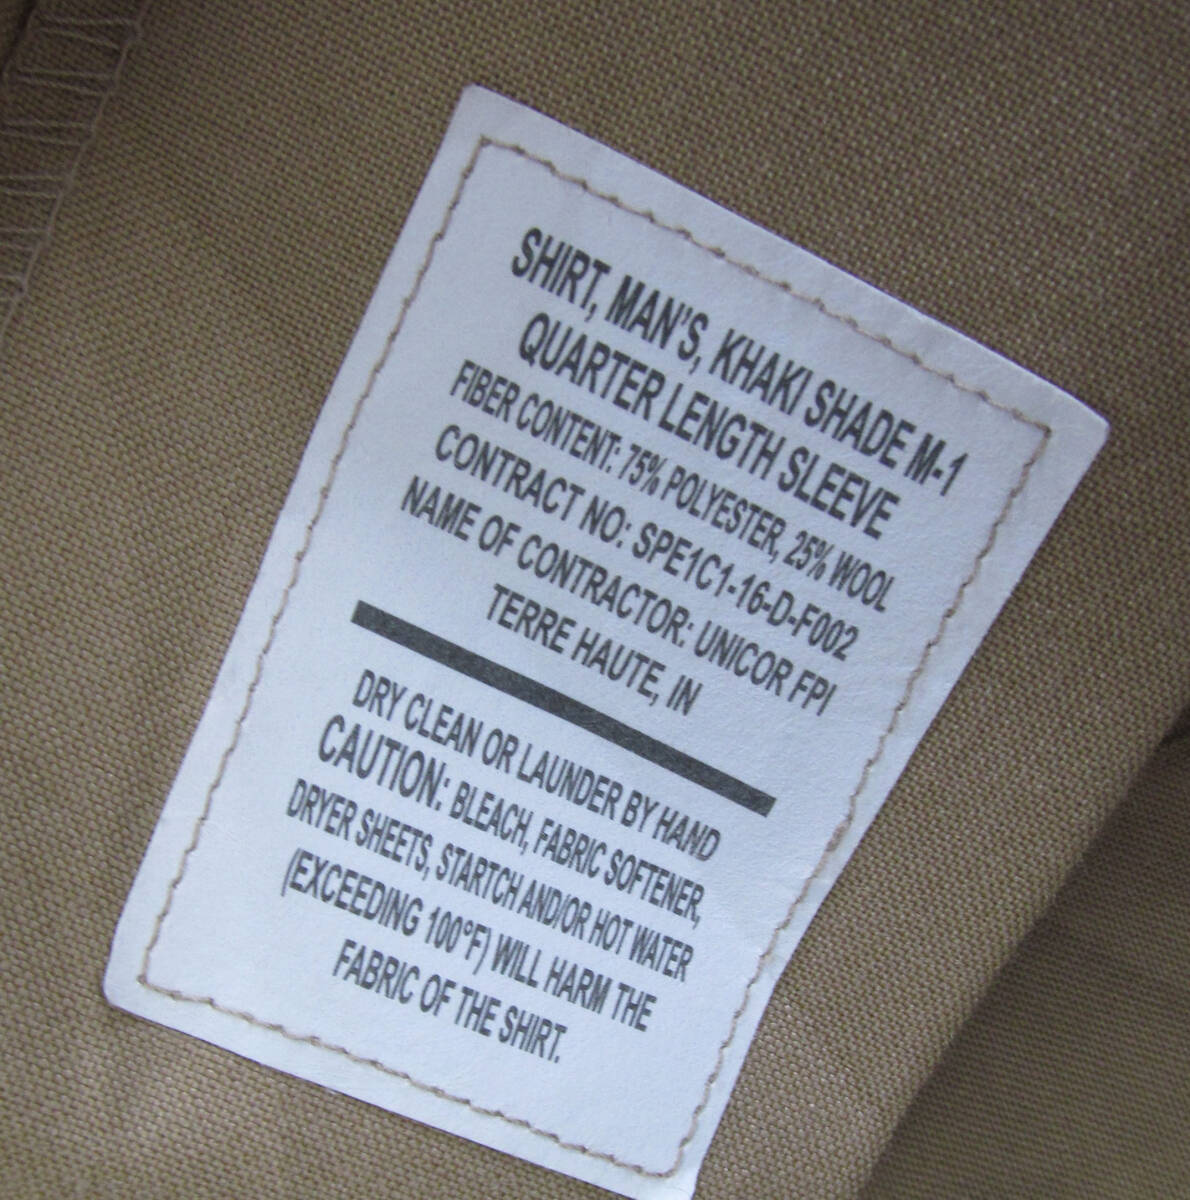 SHIRT, MAN'S, KHAKI SHADE M-1
QUARTER LENGTH SLEEVE
FIBER CONTENT: 75% POLYESTER, 25% WOOL
CONTRACT NO: SPE1C1-16-D-F002
NAME OF CONTRACTOR: UNICOR FPI
TERRE HAUTE, IN
DRY CLEAN OR LAUNDER BY HAND
CAUTION: BLEACH, FABRIC SOFTENER,
DRYER SHEETS, STARTCH AND/OR HOT WATER
(EXCEEDING 100°F) WILL HARM THE
FABRIC OF THE SHIRT.